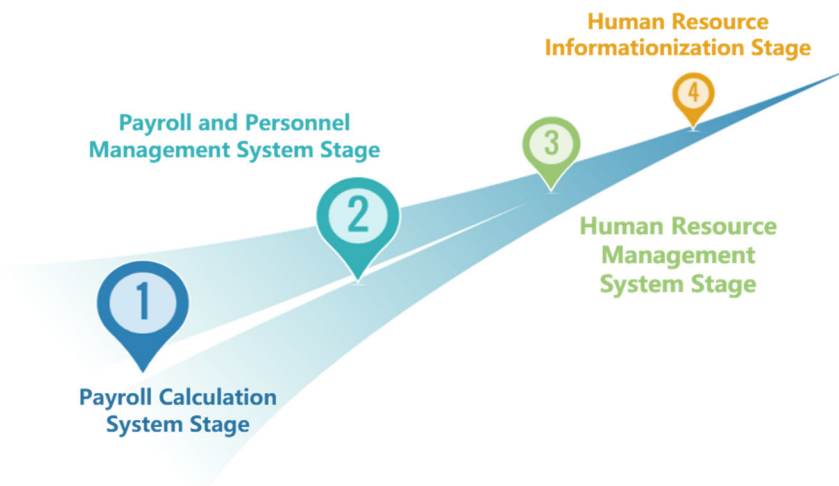 1
Payroll Calculation
System Stage
2
Payroll and Personnel
Management System Stage
3
Human Resource
Management
System Stage
4
Human Resource
Informationization Stage